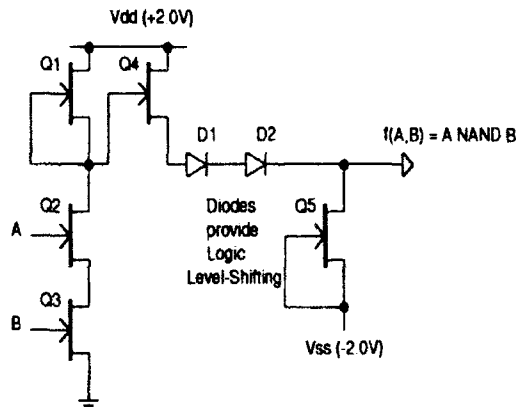 Vdd (+2.0V)
Q1
Q4
D1
D2
f(A,B) = A NAND B
Q2
A
Diodes
provide
Logic
Level-Shifting
Q5
Q3
B
Vss (-2.0V)